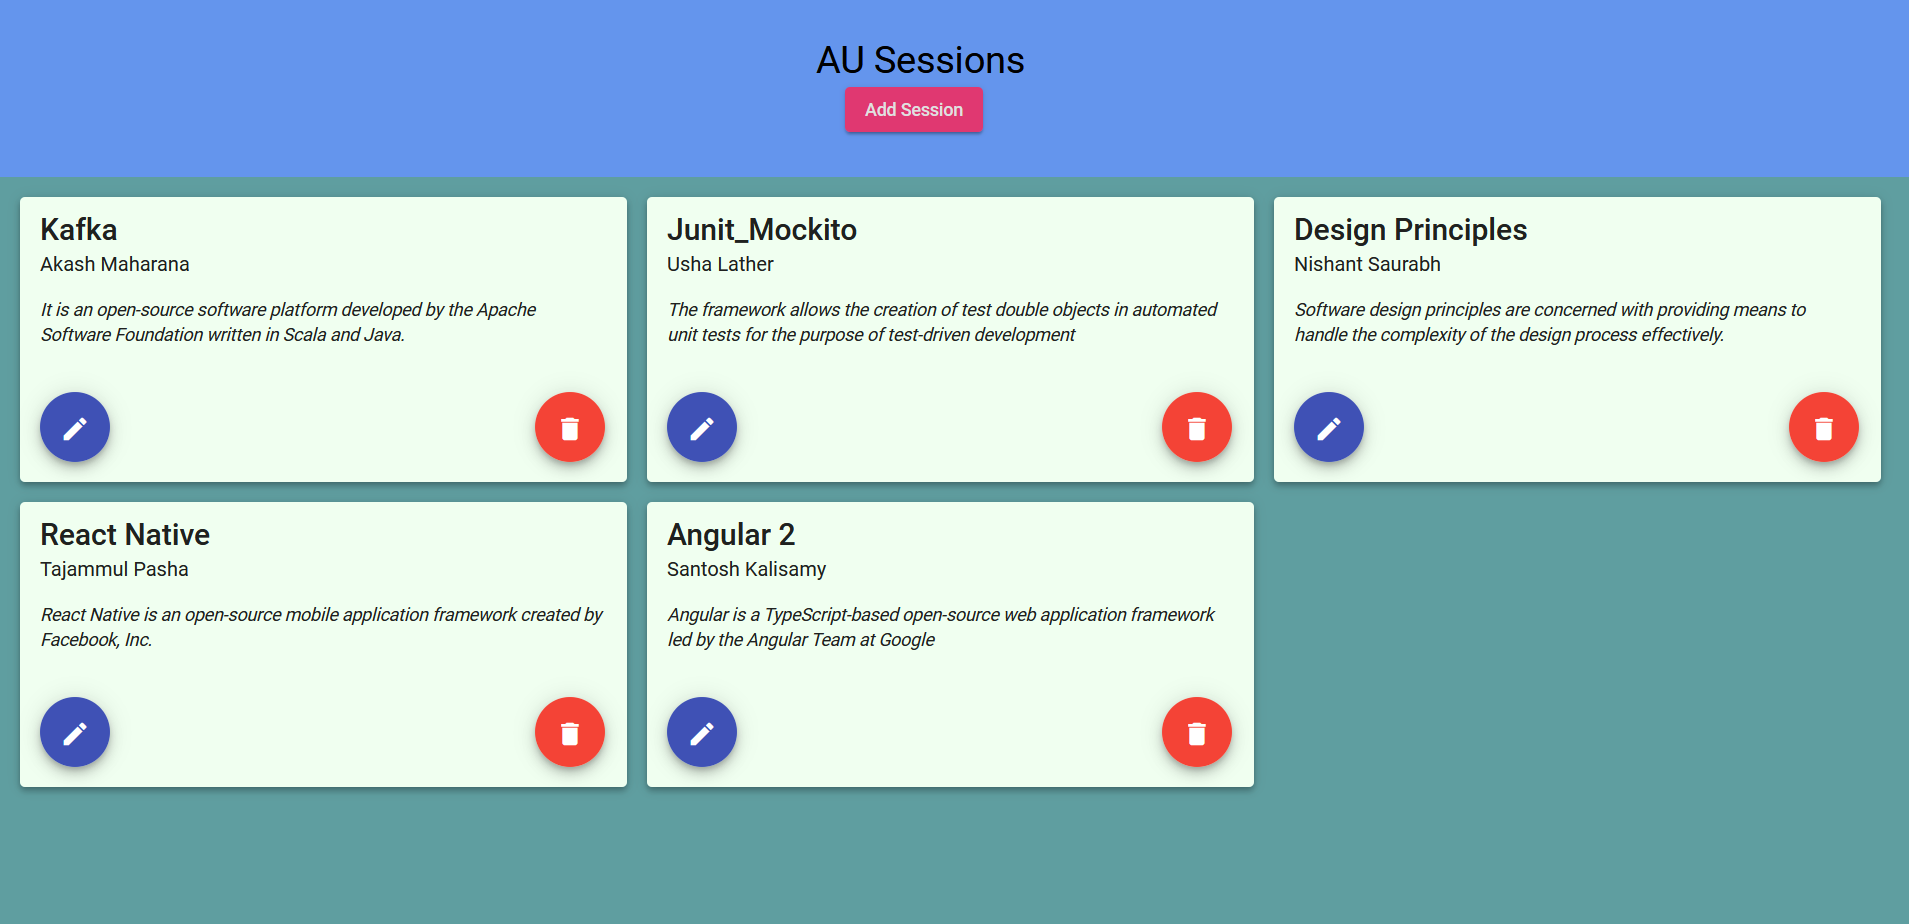 AU Sessions
Add Session
Kafka
Akash Maharana
It is an open-source software platform developed by the Apache
Software Foundation written in Scala and Java.
Junit_Mockito
Usha Lather
The framework allows the creation of test double objects in automated
unit tests for the purpose of test-driven development
Design Principles
Nishant Saurabh
Software design principles are concerned with providing means to
handle the complexity of the design process effectively.
React Native
Tajammul Pasha
React Native is an open-source mobile application framework created by
Facebook, Inc.
Angular 2
Santosh Kalisamy
Angular is a TypeScript-based open-source web application framework
led by the Angular Team at Google